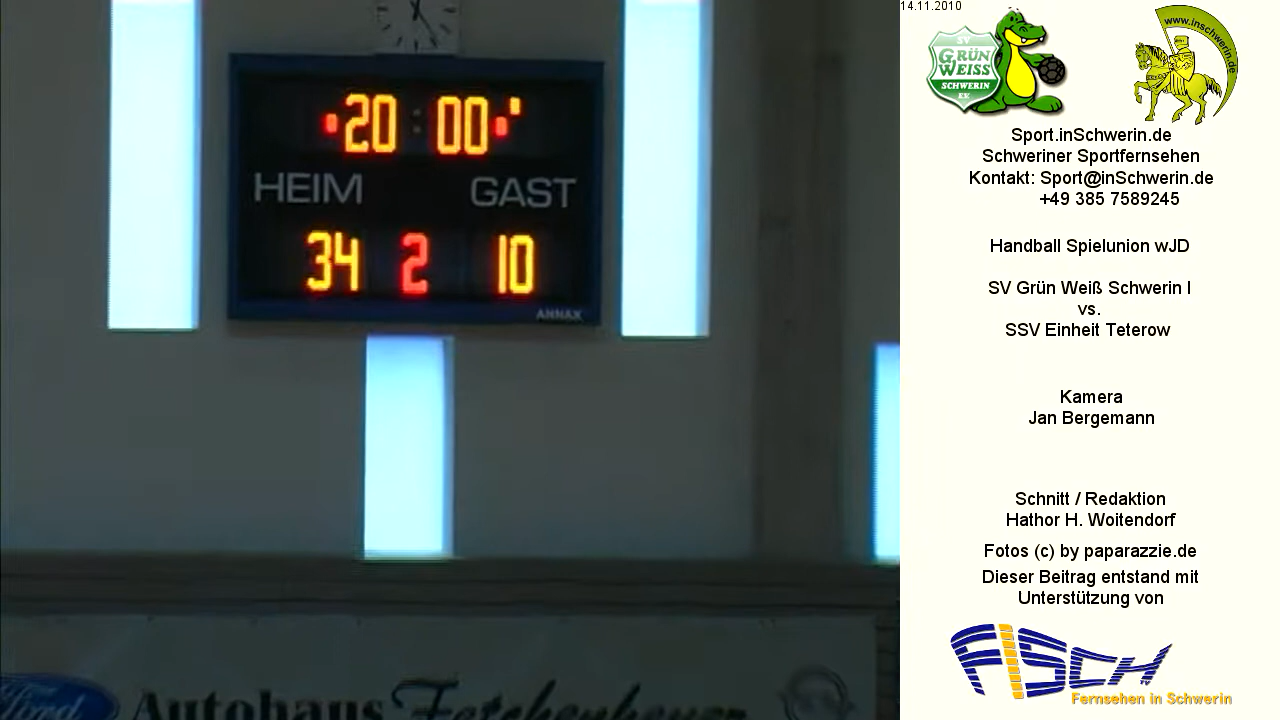 20 : 00
HEIM GAST
34 2 10
ANNAX
Ford
Autohaus
14.11.2010
SV
GRÜN
WEISS
SCHWERIN
E.V.
www.inschwerin.de
Sport.inSchwerin.de
Schweriner Sportfernsehen
Kontakt: Sport@inSchwerin.de
+49 385 7589245
Handball Spielunion wJD
SV Grün Weiß Schwerin I
vs.
SSV Einheit Teterow
Kamera
Jan Bergemann
Schnitt / Redaktion
Hathor H. Woitendorf
Fotos (c) by paparazzie.de
Dieser Beitrag entstand mit
Unterstützung von
FISCH
Fernsehen in Schwerin